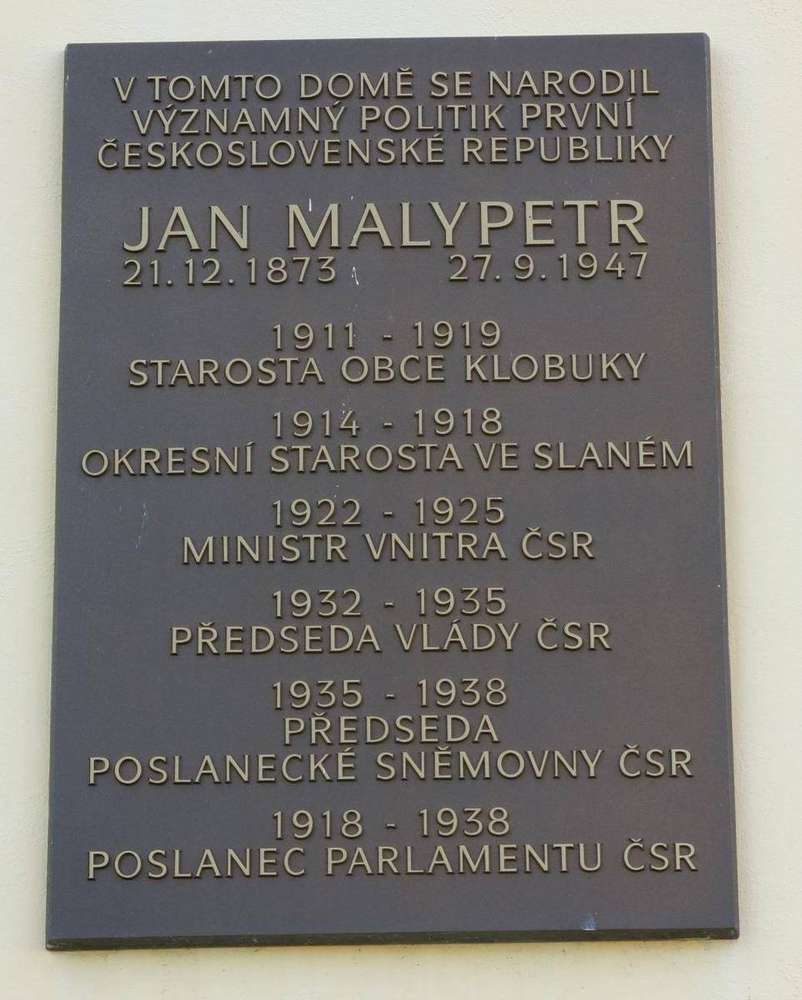 V TOMTO DOMĚ SE NARODIL
VÝZNAMNÝ POLITIK PRVNÍ
ČESKOSLOVENSKÉ REPUBLIKY
JAN MALYPETR
21.12.1873 27.9.1947
1911 - 1919
STAROSTA OBCE KLOBUKY
1914 - 1918
OKRESNÍ STAROSTA VE SLANÉM
1922 - 1925
MINISTR VNITRA ČSR
1932 - 1935
PŘEDSEDA VLÁDY ČSR
1935 - 1938
PŘEDSEDA
POSLANECKÉ SNĚMOVNY ČSR
1918 - 1938
POSLANEC PARLAMENTU ČSR